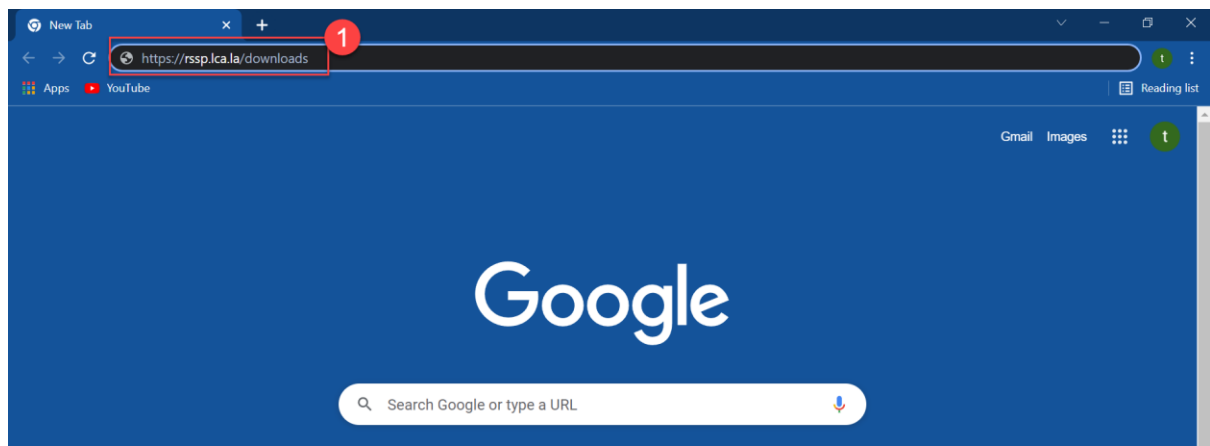 New Tab
1
https://rssp.lca.la/downloads
t
Apps YouTube
Reading list
Gmail Images
t
Google
Search Google or type a URL